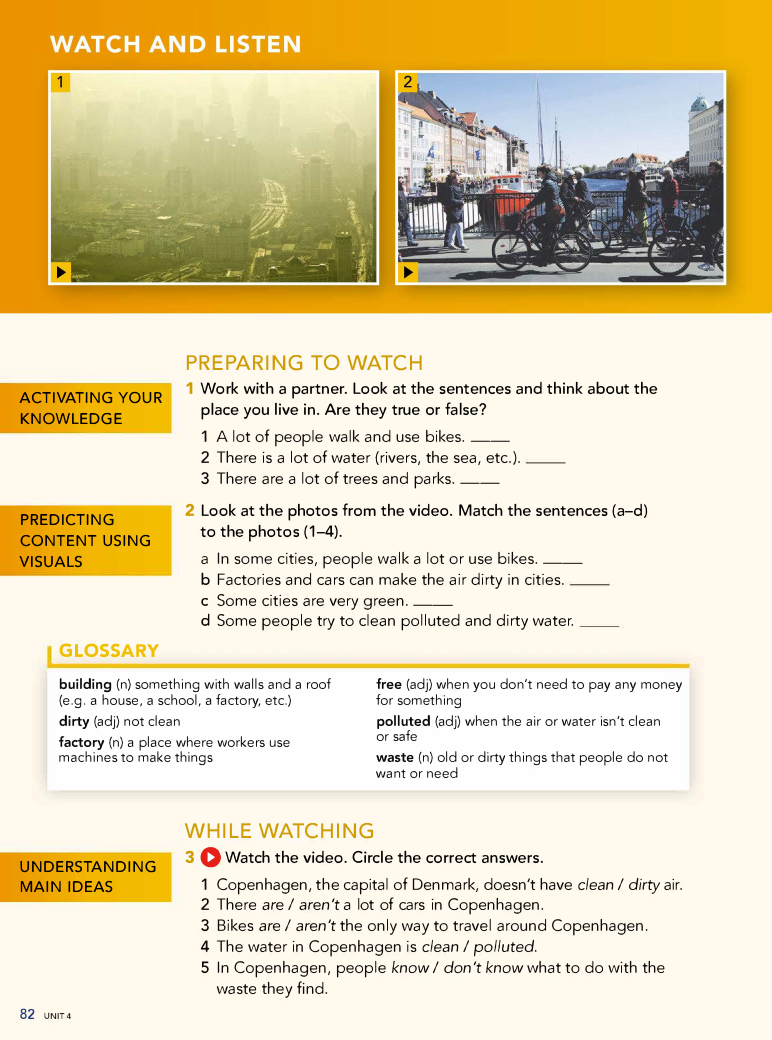 WATCH AND LISTEN
1
2
PREPARING TO WATCH
ACTIVATING YOUR
KNOWLEDGE
1 Work with a partner. Look at the sentences and think about the
place you live in. Are they true or false?
1 A lot of people walk and use bikes. _____
2 There is a lot of water (rivers, the sea, etc.). _____
3 There are a lot of trees and parks. _____
PREDICTING
CONTENT USING
VISUALS
2 Look at the photos from the video. Match the sentences (a–d)
to the photos (1–4).
a In some cities, people walk a lot or use bikes. _____
b Factories and cars can make the air dirty in cities. _____
c Some cities are very green. _____
d Some people try to clean polluted and dirty water. _____
GLOSSARY
building (n) something with walls and a roof
(e.g. a house, a school, a factory, etc.)
dirty (adj) not clean
factory (n) a place where workers use
machines to make things
free (adj) when you don't need to pay any money
for something
polluted (adj) when the air or water isn't clean
or safe
waste (n) old or dirty things that people do not
want or need
WHILE WATCHING
UNDERSTANDING
MAIN IDEAS
3 Watch the video. Circle the correct answers.
1 Copenhagen, the capital of Denmark, doesn't have clean / dirty air.
2 There are / aren't a lot of cars in Copenhagen.
3 Bikes are / aren't the only way to travel around Copenhagen.
4 The water in Copenhagen is clean / polluted.
5 In Copenhagen, people know / don't know what to do with the
waste they find.
82 UNIT 4